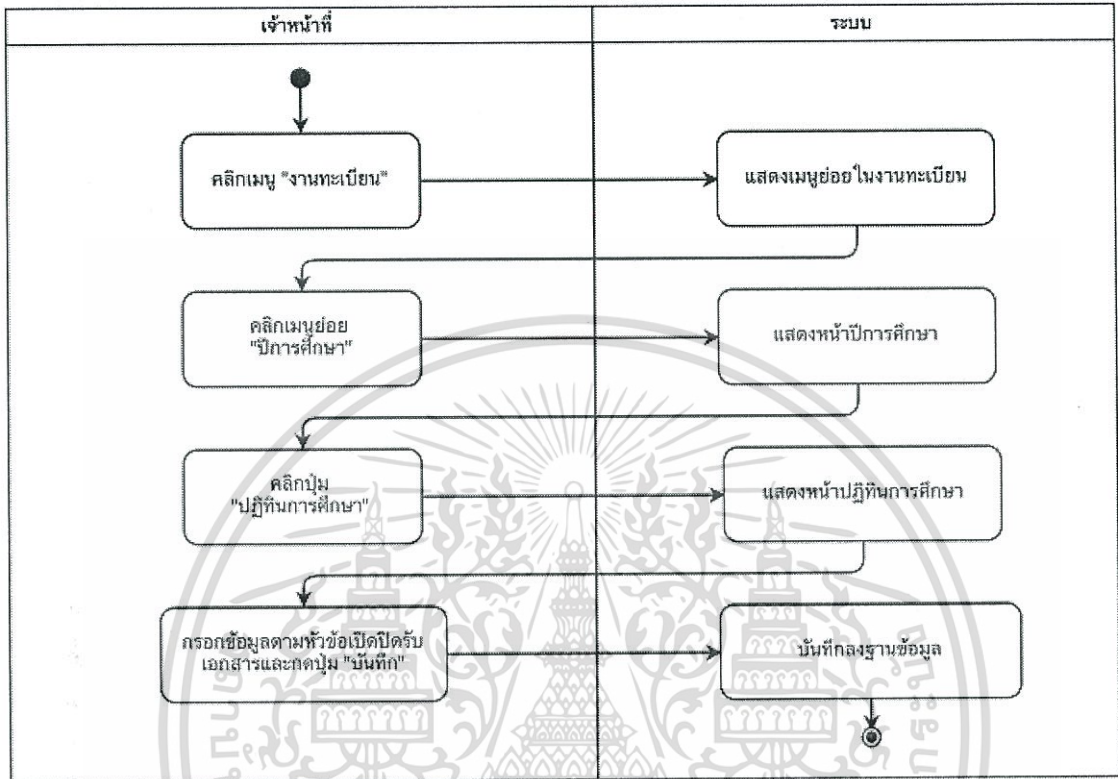 เจ้าหน้าที่
ระบบ
คลิกเมนู "งานทะเบียน"
แสดงเมนูย่อยในงานทะเบียน
คลิกเมนูย่อย
"ปีการศึกษา"
แสดงหน้าปีการศึกษา
คลิกปุ่ม
"ปฏิทินการศึกษา"
แสดงหน้าปฏิทินการศึกษา
กรอกข้อมูลตามหัวข้อเปิดปิดรับ
เอกสารและกดปุ่ม "บันทึก"
บันทึกลงฐานข้อมูล